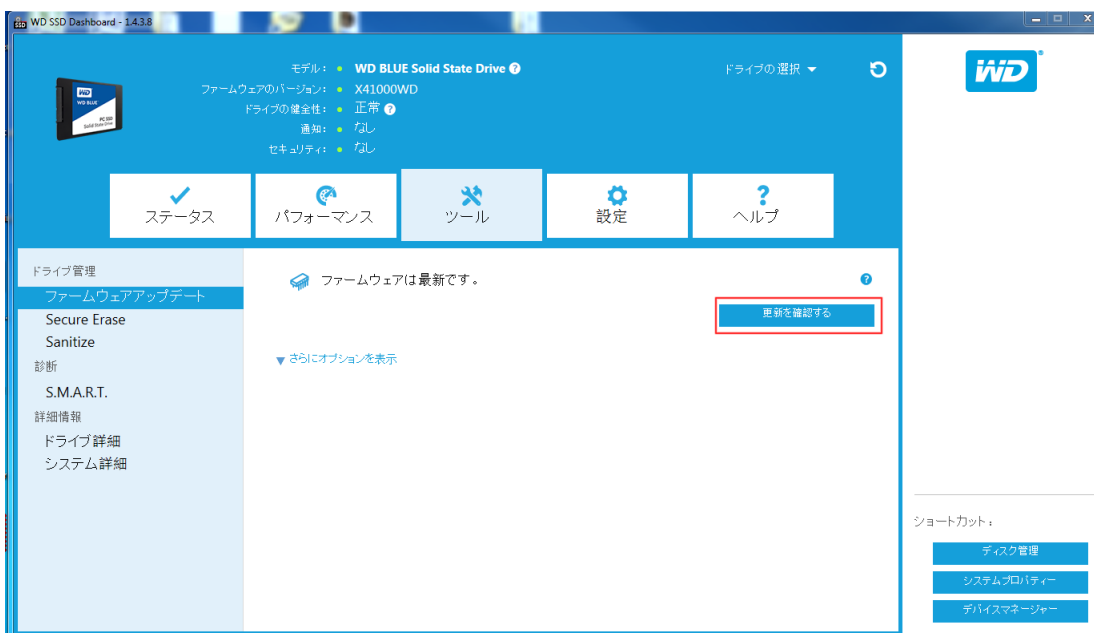 WD SSD Dashboard - 1.4.3.8
モデル： WD BLUE Solid State Drive ?
ファームウェアのバージョン： X41000WD
ドライブの健全性： 正常 ?
通知： なし
セキュリティ： なし
ドライブの選択
WD
WD BLUE
ステータス
パフォーマンス
ツール
設定
?
ヘルプ
ドライブ管理
ファームウェアアップデート
Secure Erase
Sanitize
診断
S.M.A.R.T.
詳細情報
ドライブ詳細
システム詳細
ファームウェアは最新です。
?
更新を確認する
さらにオプションを表示
ショートカット：
ディスク管理
システムプロパティー
デバイスマネージャー